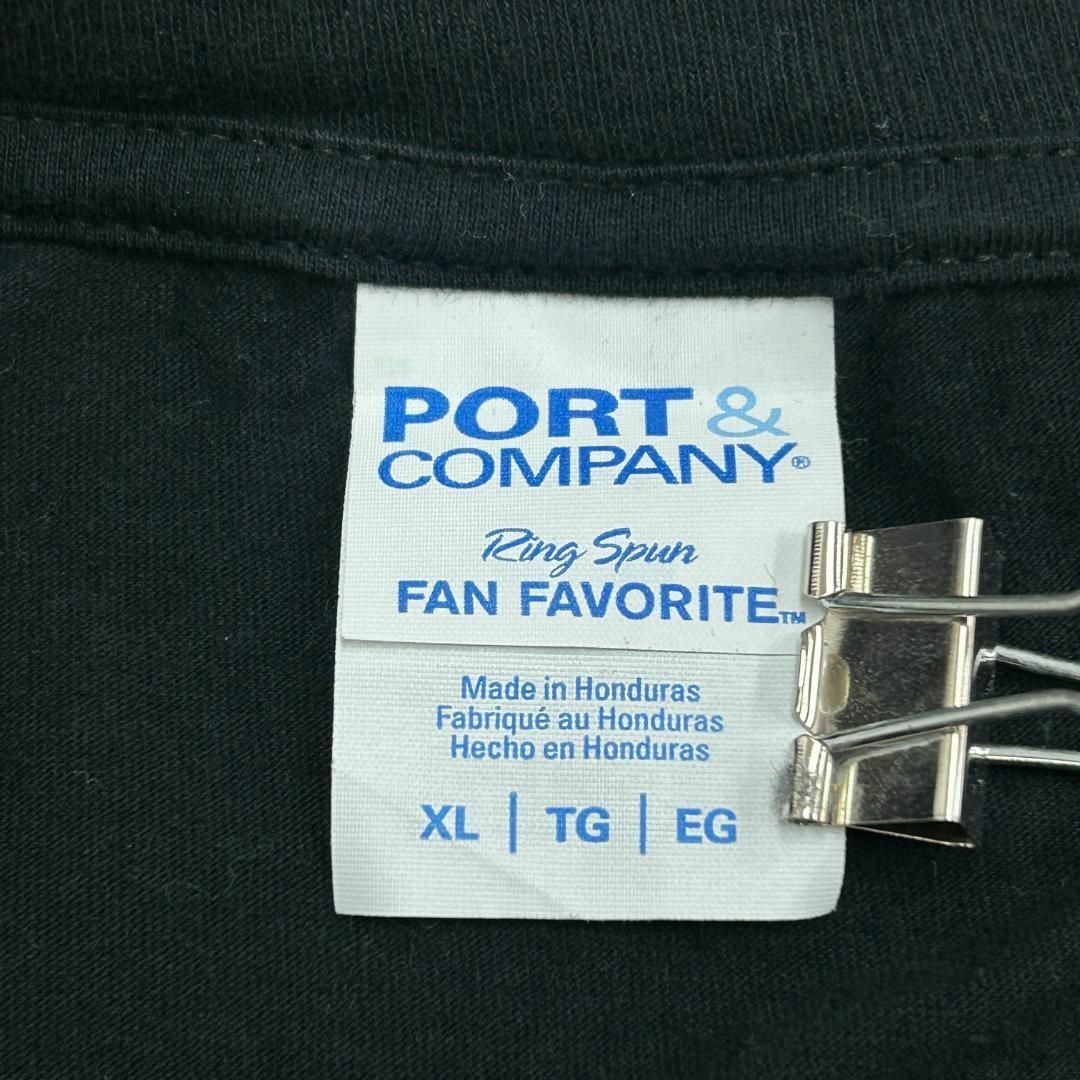 PORT &
COMPANY®
Ring Spun
FAN FAVORITE™
Made in Honduras
Fabriqué au Honduras
Hecho en Honduras
XL | TG | EG